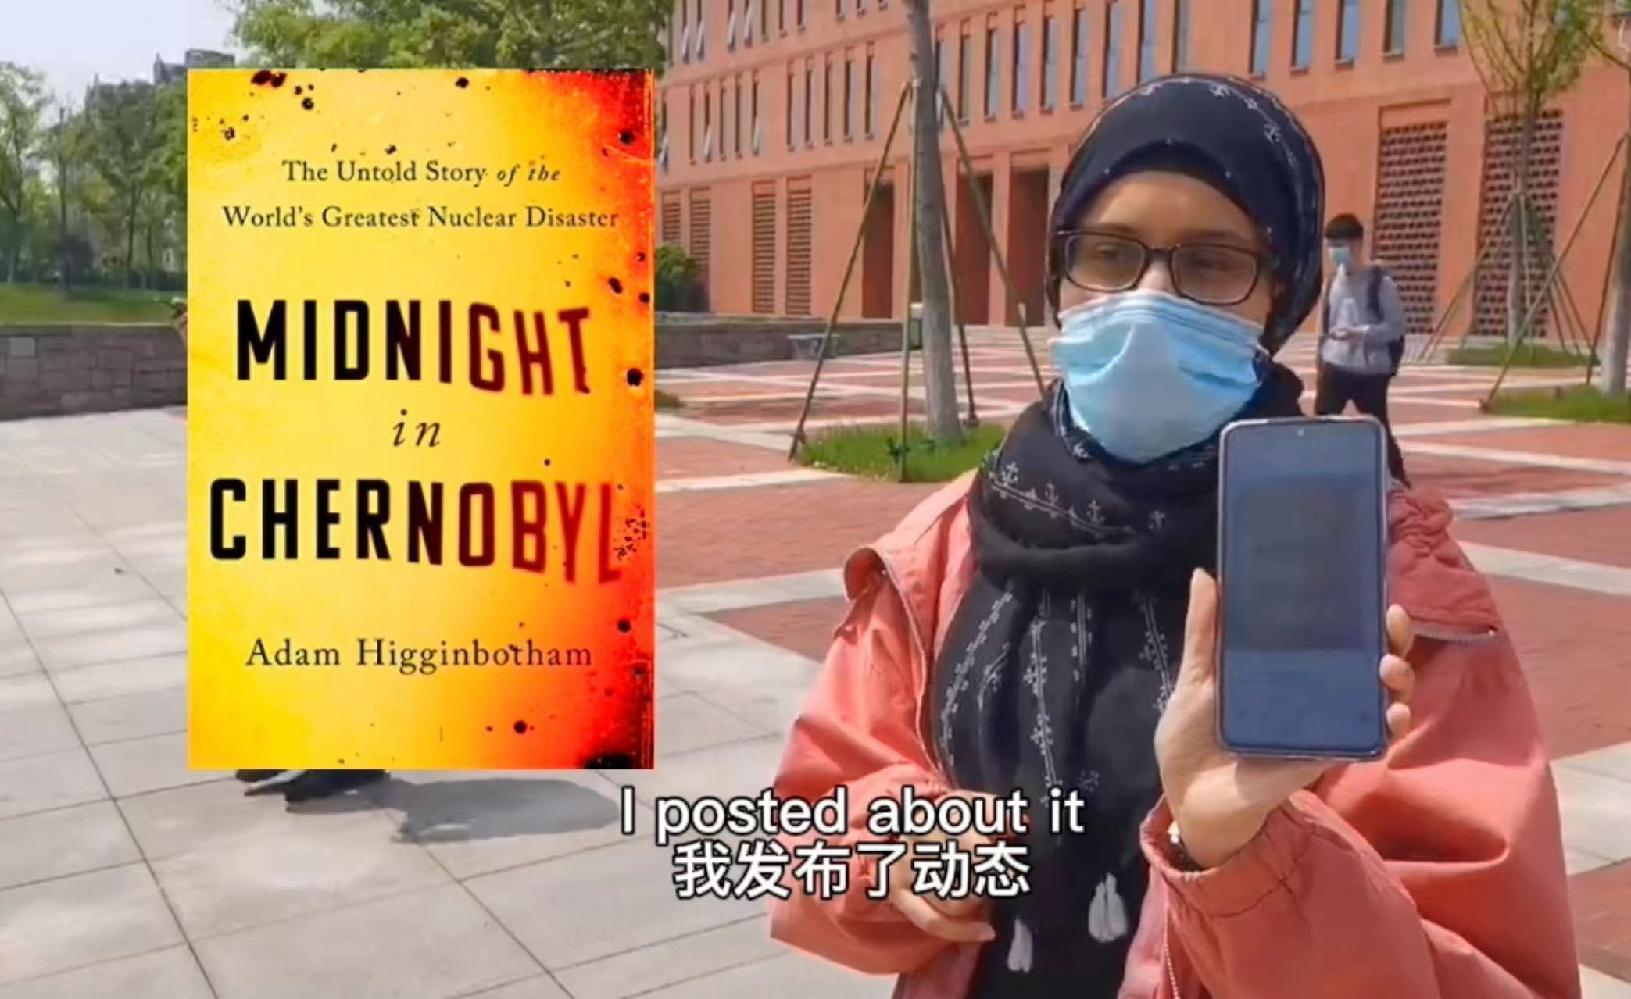 The Untold Story of the
World's Greatest Nuclear Disaster
MIDNIGHT
in
CHERNOBYL
Adam Higginbotham
I posted about it
我发布了动态